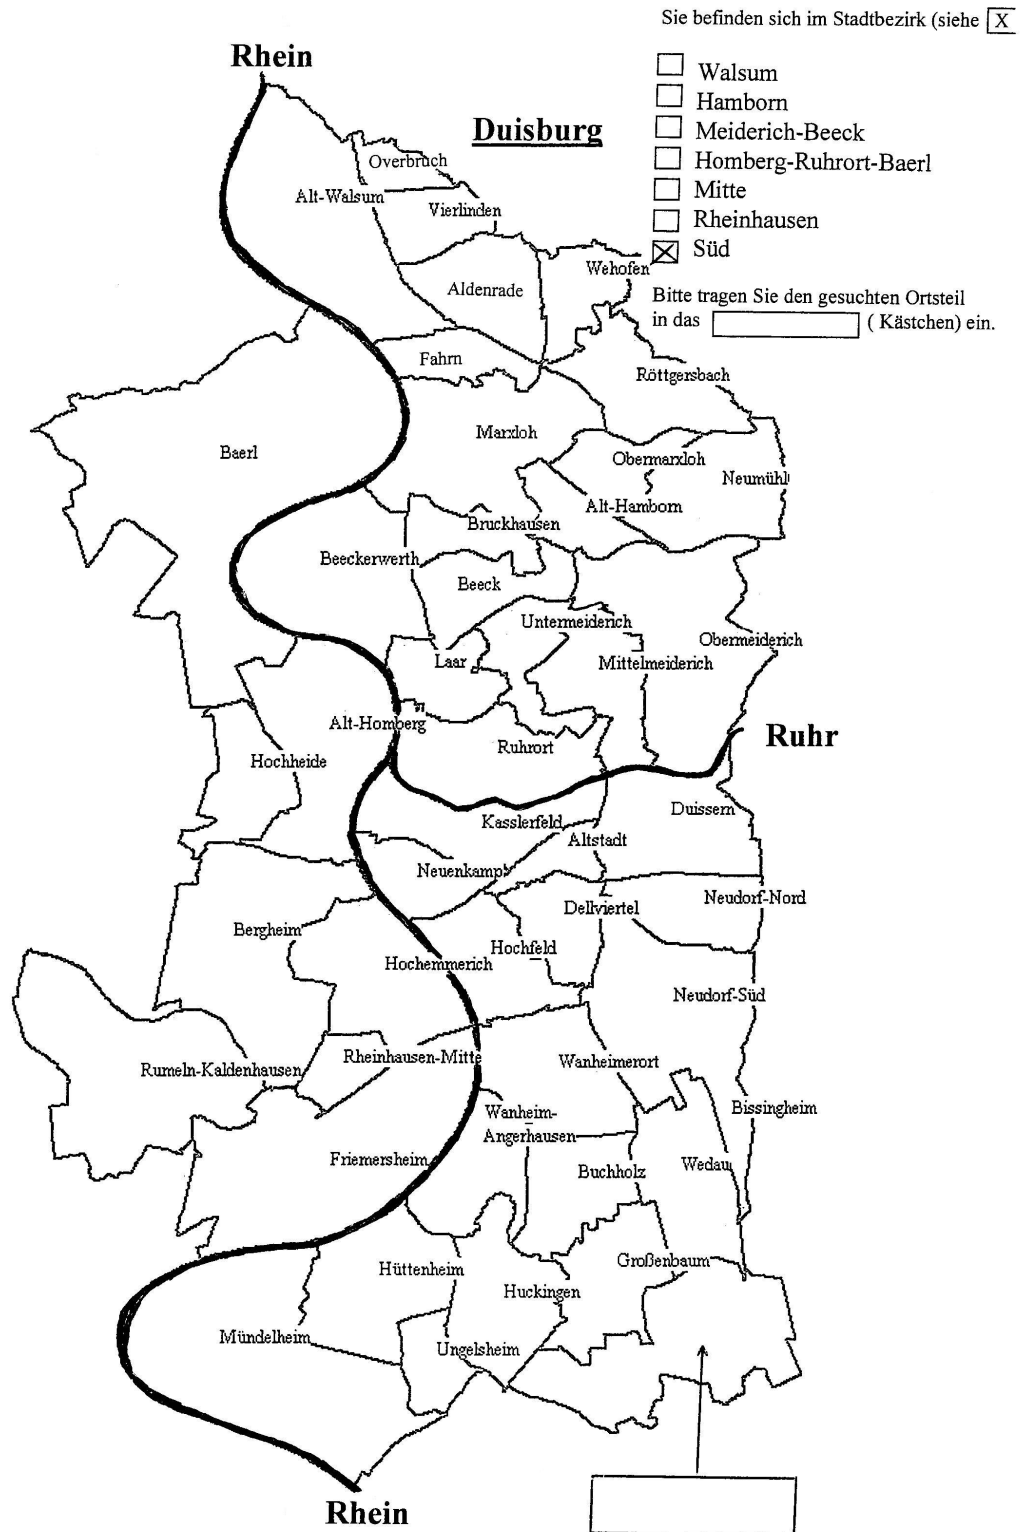 Sie befinden sich im Stadtbezirk (siehe X
Rhein
Duisburg
Walsum
Hamborn
Meiderich-Beeck
Homberg-Ruhrort-Baerl
Mitte
Rheinhausen
Süd
Bitte tragen Sie den gesuchten Ortsteil
in das ( Kästchen) ein.
Overbruch
Alt-Walsum
Vierlinden
Wehofen
Aldenrade
Fahrn
Röttgersbach
Marxloh
Baerl
Obermarxloh
Neumühl
Alt-Hamborn
Bruckhausen
Beeckerwerth
Beeck
Untermeiderich
Obermeiderich
Laar
Mittelmeiderich
Alt-Homberg
Ruhrort
Ruhr
Hochheide
Duissern
Kasslerfeld
Altstadt
Neuenkamp
Neudorf-Nord
Dellviertel
Bergheim
Hochfeld
Hochemmerich
Neudorf-Süd
Rheinhausen-Mitte
Wanheimerort
Rumeln-Kaldenhausen
Bissingheim
Wanheim-
Angerhausen
Friemersheim
Buchholz
Wedau
Großenbaum
Hüttenheim
Huckingen
Mündelheim
Ungelsheim
Rhein